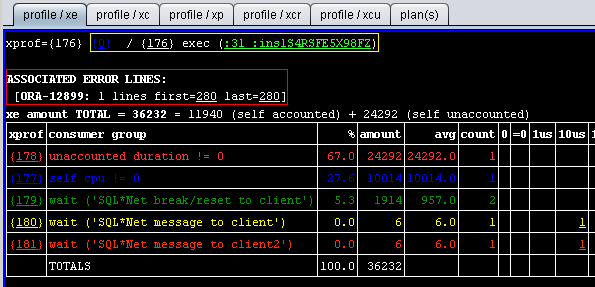 profile / xe profile / xc profile / xp profile / xcr profile / xcu plan(s)
xprof={176} !0! / {176} exec (:31 :ins1S4RSFE5X98FZ)
ASSOCIATED ERROR LINES:
[ORA-12899: 1 lines first=280 last=280]
xe amount TOTAL = 36232 = 11940 (self accounted) + 24292 (self unaccounted)
xprof consumer group % amount avg count 0 =0 1us 10us 1
{178} unaccounted duration != 0 67.0 24292 24292.0 1
{177} self cpu != 0 27.6 10014 10014.0 1
{179} wait ('SQL*Net break/reset to client') 5.3 1914 957.0 2
{180} wait ('SQL*Net message to client') 0.0 6 6.0 1 1
{181} wait ('SQL*Net message to client2') 0.0 6 6.0 1 1
TOTALS 100.0 36232